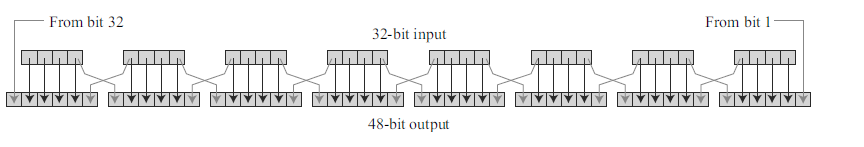 From bit 32
From bit 1
32-bit input
48-bit output